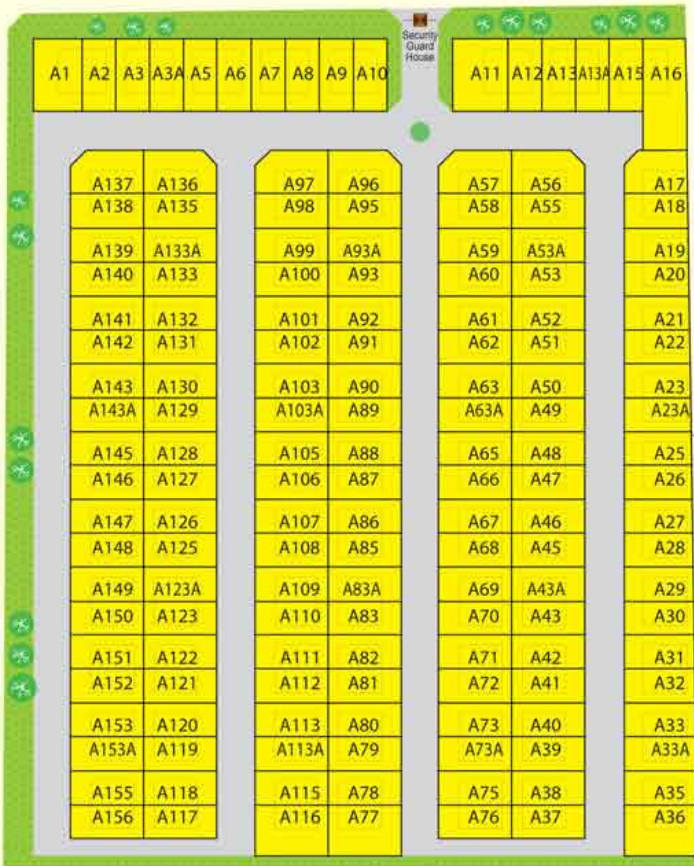 Security
Guard
House
A1 A2 A3 A3A A5 A6 A7 A8 A9 A10 A11 A12 A13 A13A A15 A16
A137 A136 A97 A96 A57 A56 A17
A138 A135 A98 A95 A58 A55 A18
A139 A133A A99 A93A A59 A53A A19
A140 A133 A100 A93 A60 A53 A20
A141 A132 A101 A92 A61 A52 A21
A142 A131 A102 A91 A62 A51 A22
A143 A130 A103 A90 A63 A50 A23
A143A A129 A103A A89 A63A A49 A23A
A145 A128 A105 A88 A65 A48 A25
A146 A127 A106 A87 A66 A47 A26
A147 A126 A107 A86 A67 A46 A27
A148 A125 A108 A85 A68 A45 A28
A149 A123A A109 A83A A69 A43A A29
A150 A123 A110 A83 A70 A43 A30
A151 A122 A111 A82 A71 A42 A31
A152 A121 A112 A81 A72 A41 A32
A153 A120 A113 A80 A73 A40 A33
A153A A119 A113A A79 A73A A39 A33A
A155 A118 A115 A78 A75 A38 A35
A156 A117 A116 A77 A76 A37 A36